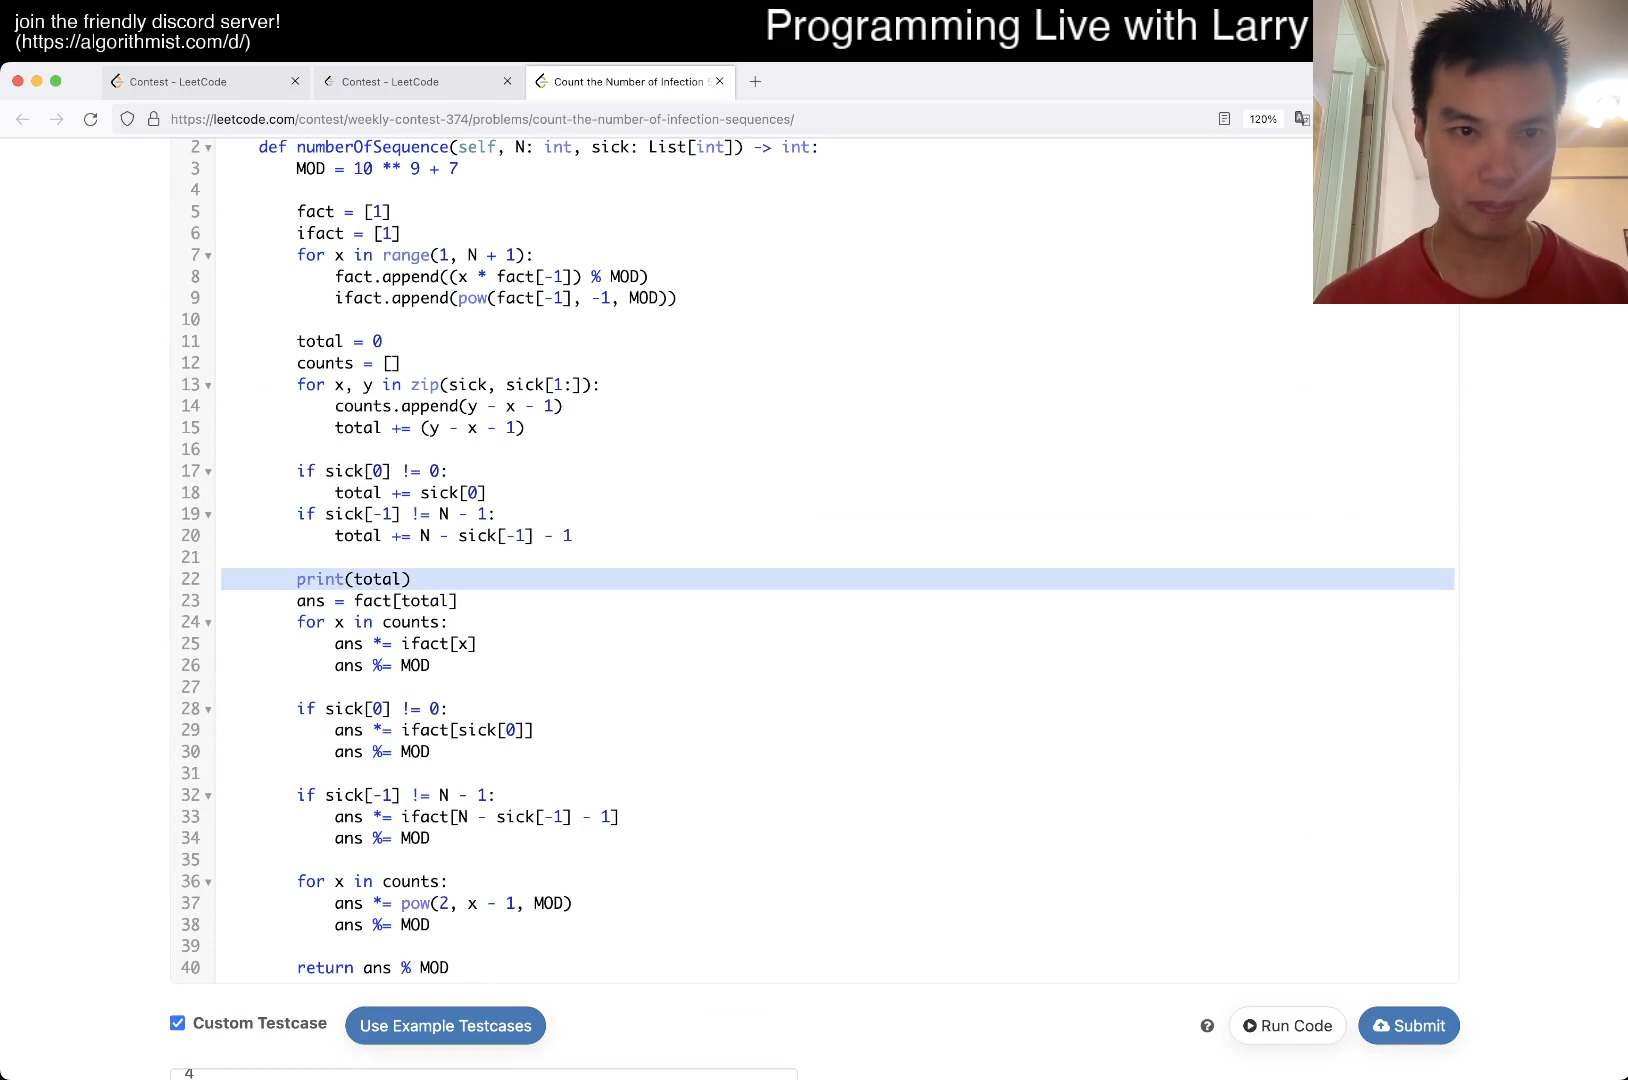 join the friendly discord server!
(https://algorithmist.com/d/)
Programming Live with Larry
Contest - LeetCode
Contest - LeetCode
Count the Number of Infection S
https://leetcode.com/contest/weekly-contest-374/problems/count-the-number-of-infection-sequences/
120%
2 def numberOfSequence(self, N: int, sick: List[int]) -> int:
3 MOD = 10 ** 9 + 7
4
5 fact = [1]
6 ifact = [1]
7 for x in range(1, N + 1):
8 fact.append((x * fact[-1]) % MOD)
9 ifact.append(pow(fact[-1], -1, MOD))
10
11 total = 0
12 counts = []
13 for x, y in zip(sick, sick[1:]):
14 counts.append(y - x - 1)
15 total += (y - x - 1)
16
17 if sick[0] != 0:
18 total += sick[0]
19 if sick[-1] != N - 1:
20 total += N - sick[-1] - 1
21
22 print(total)
23 ans = fact[total]
24 for x in counts:
25 ans *= ifact[x]
26 ans %= MOD
27
28 if sick[0] != 0:
29 ans *= ifact[sick[0]]
30 ans %= MOD
31
32 if sick[-1] != N - 1:
33 ans *= ifact[N - sick[-1] - 1]
34 ans %= MOD
35
36 for x in counts:
37 ans *= pow(2, x - 1, MOD)
38 ans %= MOD
39
40 return ans % MOD
Custom Testcase
Use Example Testcases
Run Code
Submit
4